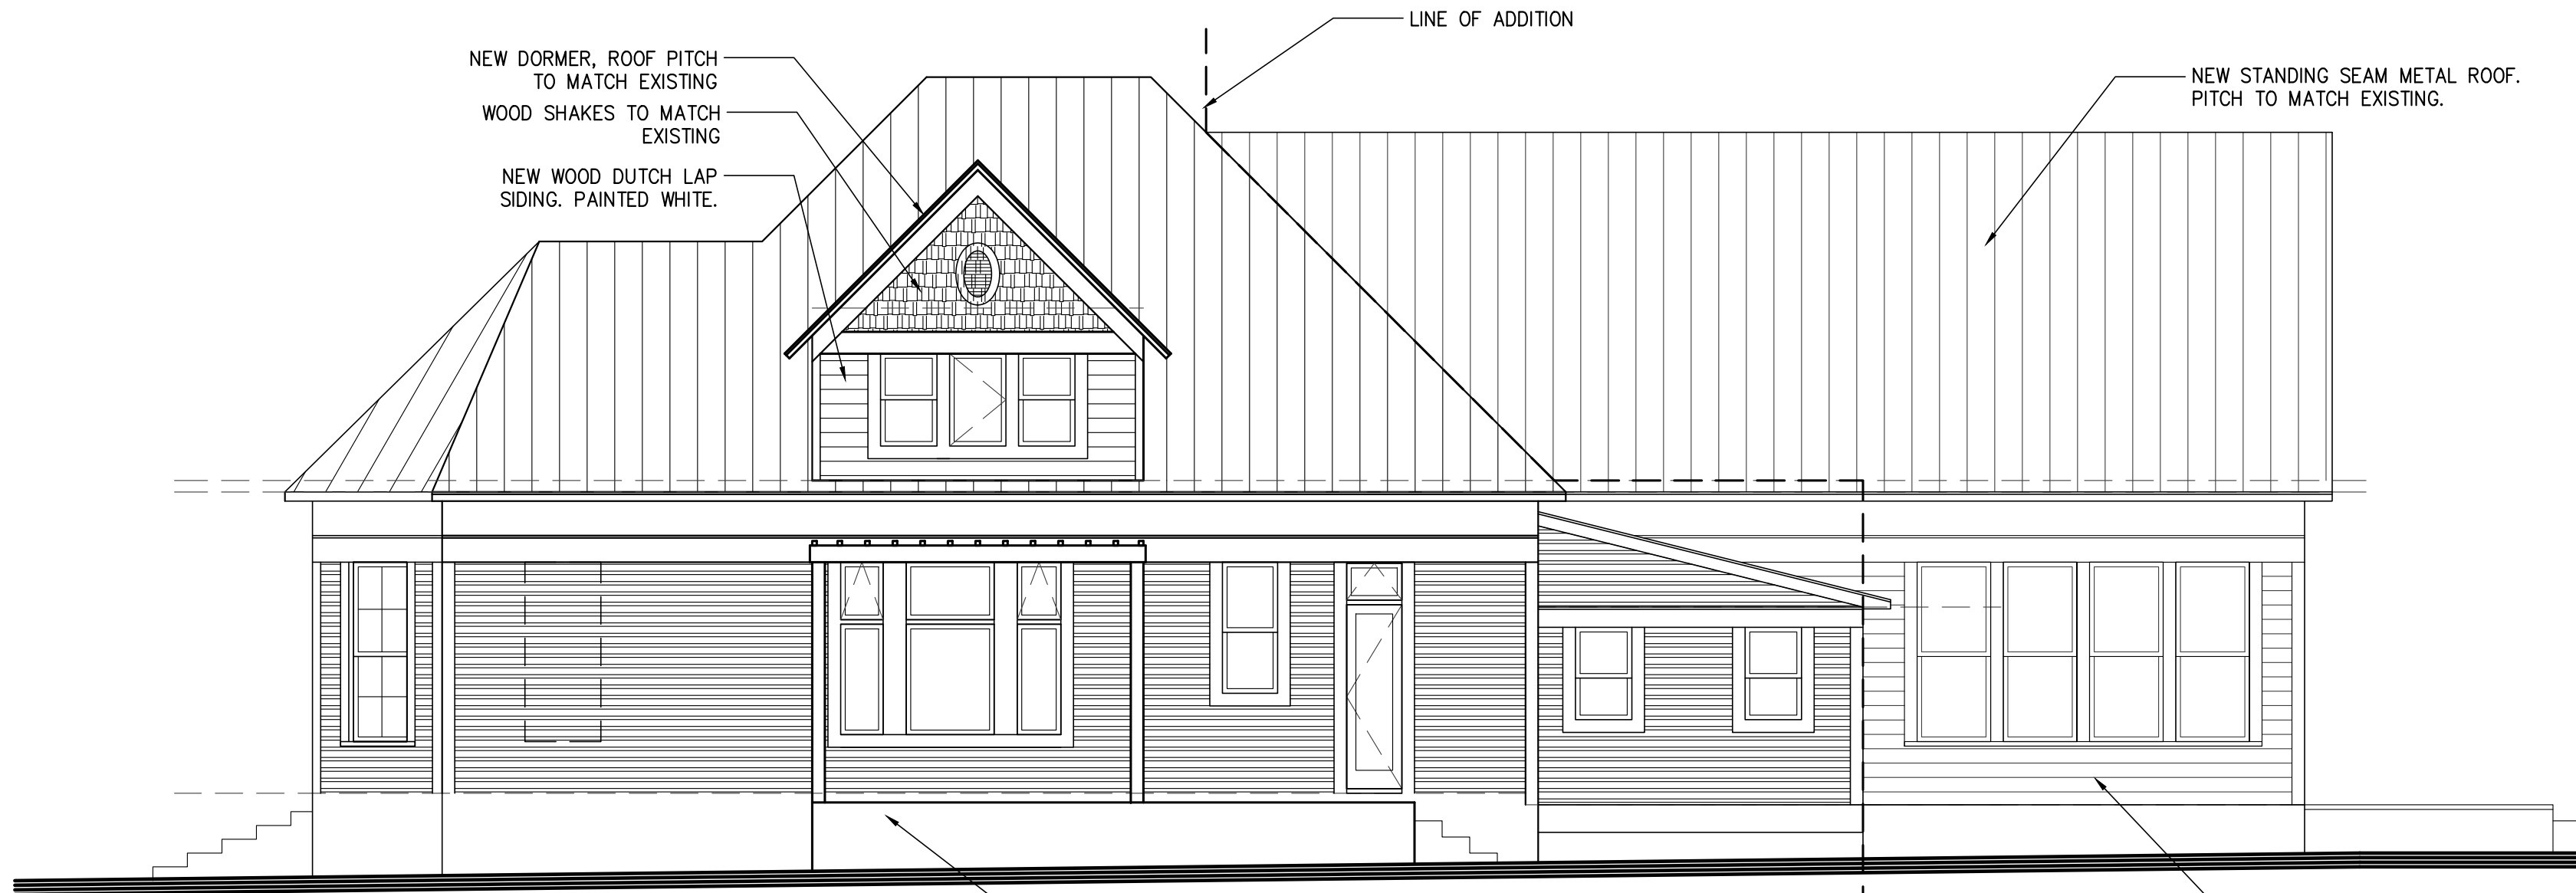 LINE OF ADDITION
NEW DORMER, ROOF PITCH
TO MATCH EXISTING
WOOD SHAKES TO MATCH
EXISTING
NEW WOOD DUTCH LAP
SIDING. PAINTED WHITE.
NEW STANDING SEAM METAL ROOF.
PITCH TO MATCH EXISTING.